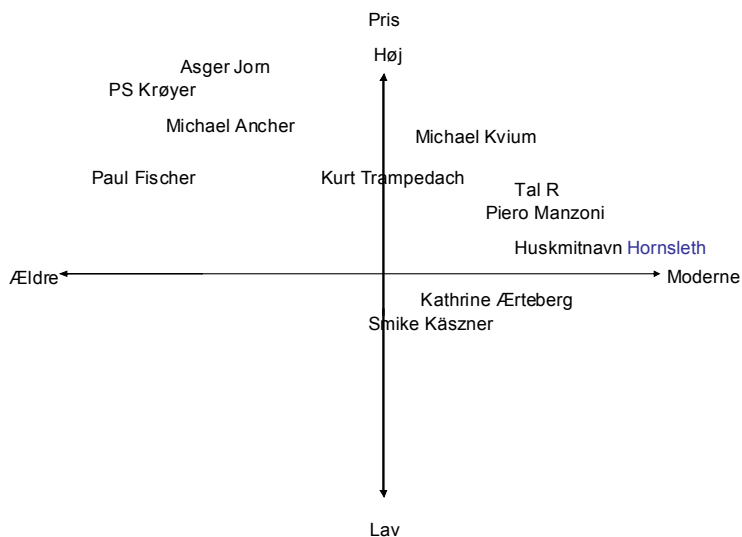 Pris
Høj
Asger Jorn
PS Krøyer
Michael Ancher
Michael Kvium
Paul Fischer
Kurt Trampedach
Tal R
Piero Manzoni
Huskmitnavn Hornsleth
Ældre
Moderne
Kathrine Ærteberg
Smike Käszner
Lav